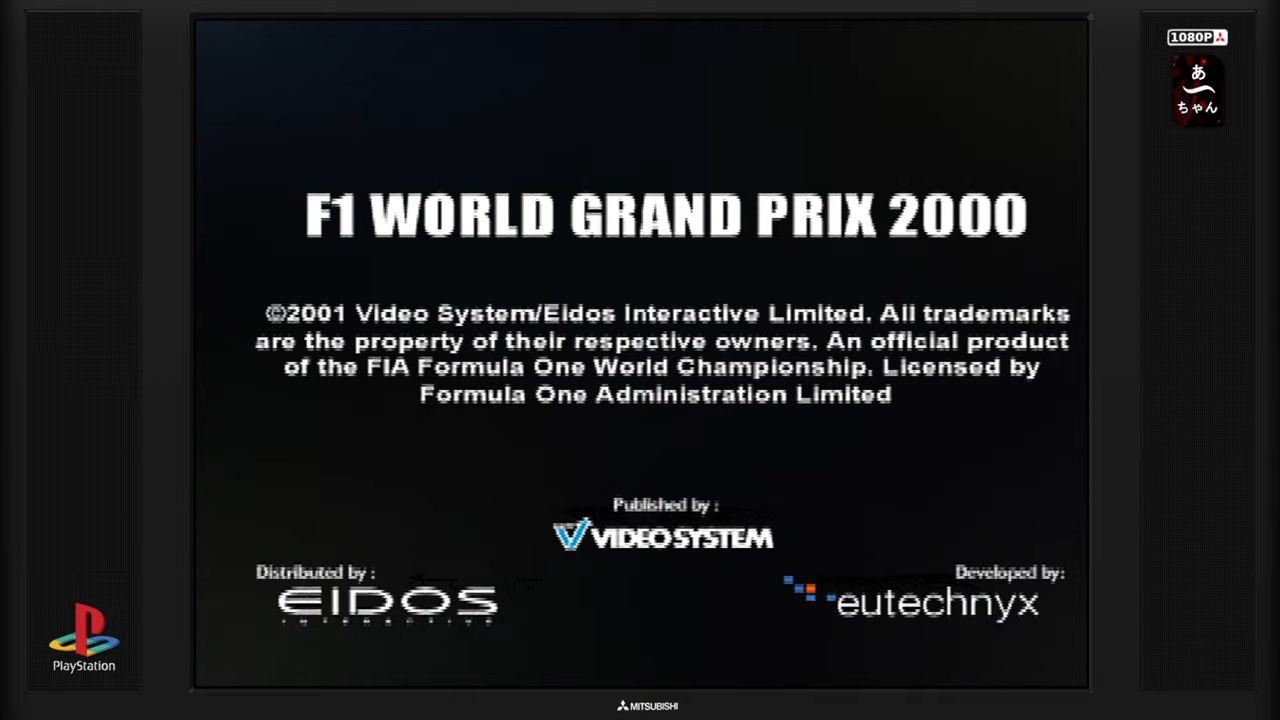 1080P
あ
ー
ちゃん
F1 WORLD GRAND PRIX 2000
©2001 Video System/Eidos Interactive Limited. All trademarks
are the property of their respective owners. An official product
of the FIA Formula One World Championship. Licensed by
Formula One Administration Limited
Published by :
VIDEO SYSTEM
Distributed by :
EIDOS
INTERACTIVE
Developed by:
eutechnyx
PlayStation
MITSUBISHI